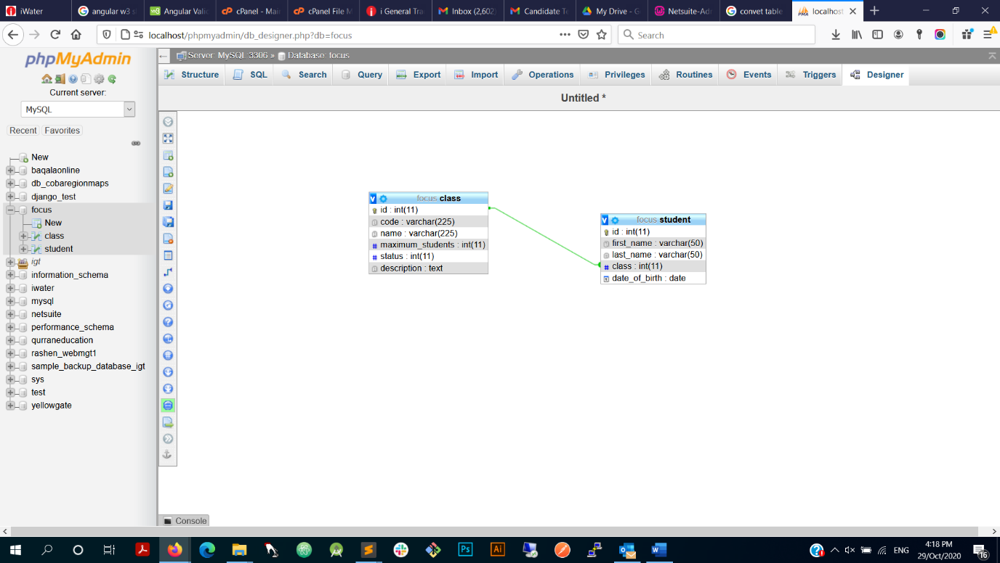 iWater
angular w3 s
Angular Valid
cPanel - Main
cPanel File M
i General Tra
Inbox (2,602)
Candidate Te
My Drive - G
Netsuite-Adv
convet table
localhost
localhost/phpmyadmin/db_designer.php?db=focus
Search
phpMyAdmin
Current server:
MySQL
Recent Favorites
New
baqalaonline
db_cobaregionmaps
django_test
focus
New
class
student
igt
information_schema
iwater
mysql
netsuite
performance_schema
qurraneducation
rashen_webmgt1
sample_backup_database_igt
sys
test
yellowgate
Server: MySQL:3306 » Database: focus
Structure SQL Search Query Export Import Operations Privileges Routines Events Triggers Designer
Untitled *
focus class
id : int(11)
code : varchar(225)
name : varchar(225)
maximum_students : int(11)
status : int(11)
description : text
focus student
id : int(11)
first_name : varchar(50)
last_name : varchar(50)
class : int(11)
date_of_birth : date
Console
Ps
Ai
ENG
4:18 PM
29/Oct/2020
16